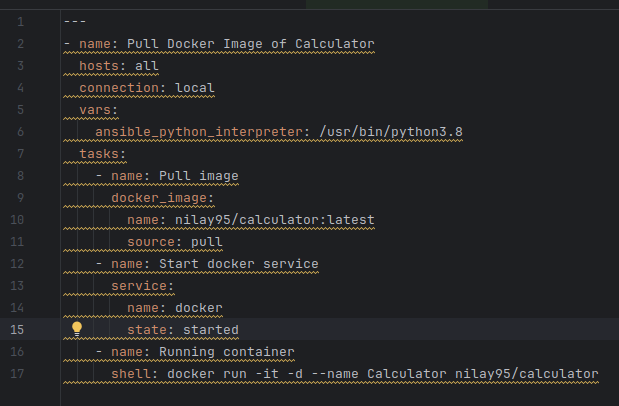 1 ---
2 - name: Pull Docker Image of Calculator
3   hosts: all
4   connection: local
5   vars:
6     ansible_python_interpreter: /usr/bin/python3.8
7   tasks:
8     - name: Pull image
9       docker_image:
10         name: nilay95/calculator:latest
11         source: pull
12     - name: Start docker service
13       service:
14         name: docker
15         state: started
16     - name: Running container
17       shell: docker run -it -d --name Calculator nilay95/calculator